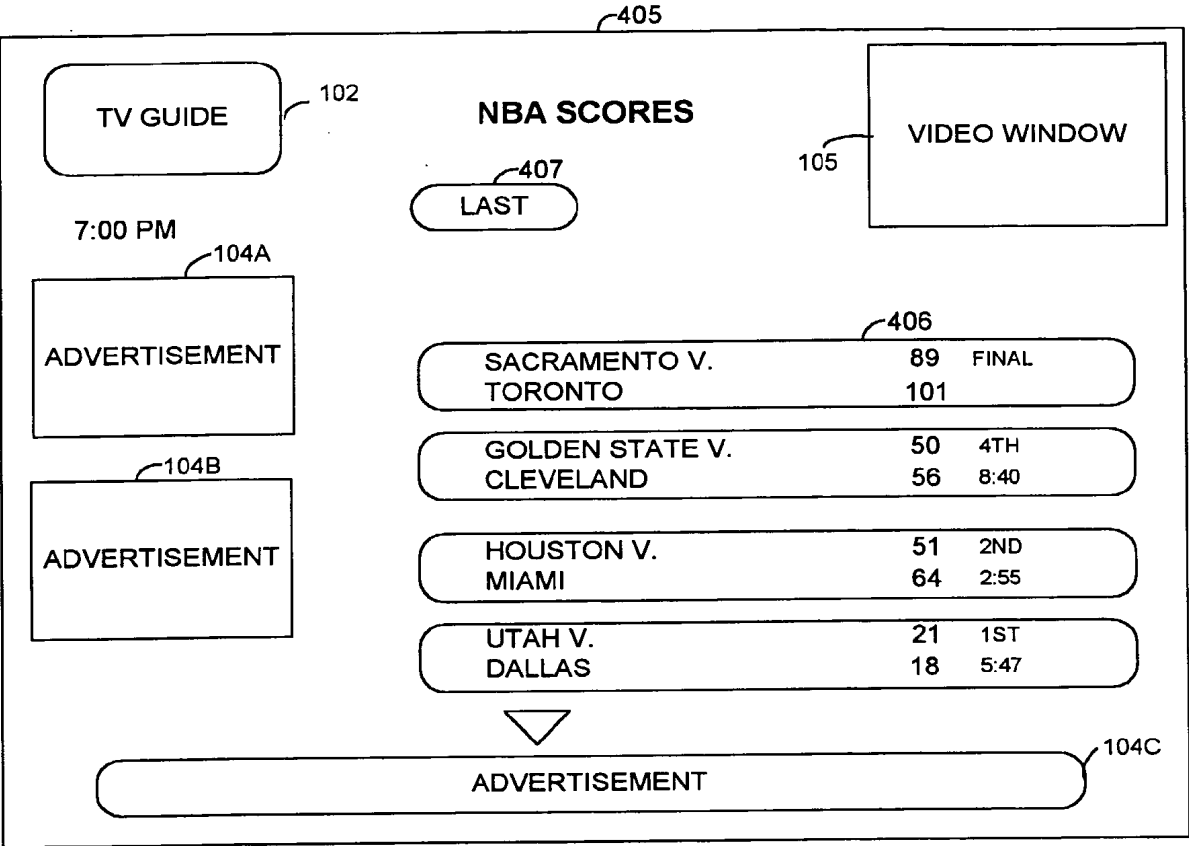 405
TV GUIDE
102
NBA SCORES
VIDEO WINDOW
105
407
LAST
7:00 PM
104A
ADVERTISEMENT
104B
ADVERTISEMENT
406
SACRAMENTO V. 89 FINAL
TORONTO 101
GOLDEN STATE V. 50 4TH
CLEVELAND 56 8:40
HOUSTON V. 51 2ND
MIAMI 64 2:55
UTAH V. 21 1ST
DALLAS 18 5:47
104C
ADVERTISEMENT